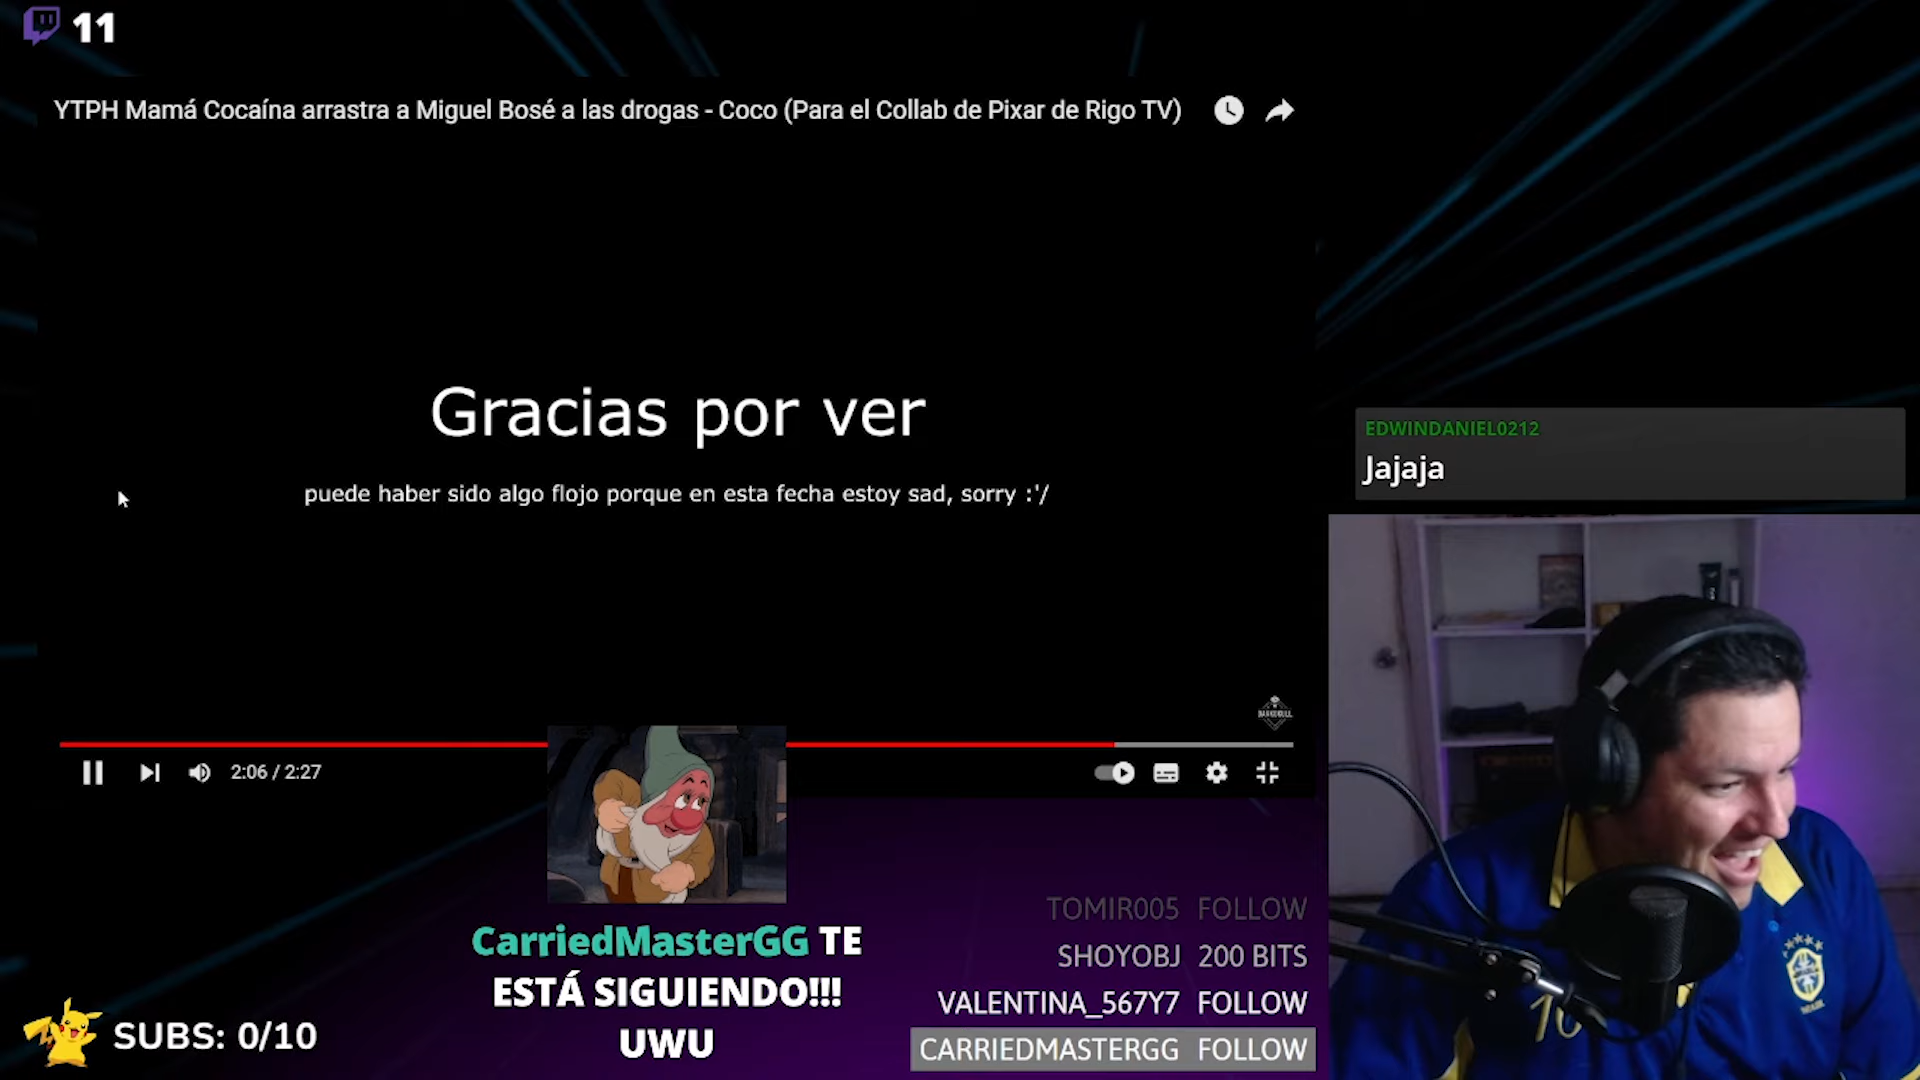 11
YTPH Mamá Cocaína arrastra a Miguel Bosé a las drogas - Coco (Para el Collab de Pixar de Rigo TV)
Gracias por ver
puede haber sido algo flojo porque en esta fecha estoy sad, sorry :'/
EDWINDANIEL0212
Jajaja
2:06 / 2:27
CarriedMasterGG TE
ESTÁ SIGUIENDO!!!
UWU
TOMIR005 FOLLOW
SHOYOBJ 200 BITS
VALENTINA_567Y7 FOLLOW
CARRIEDMASTERGG FOLLOW
SUBS: 0/10
10